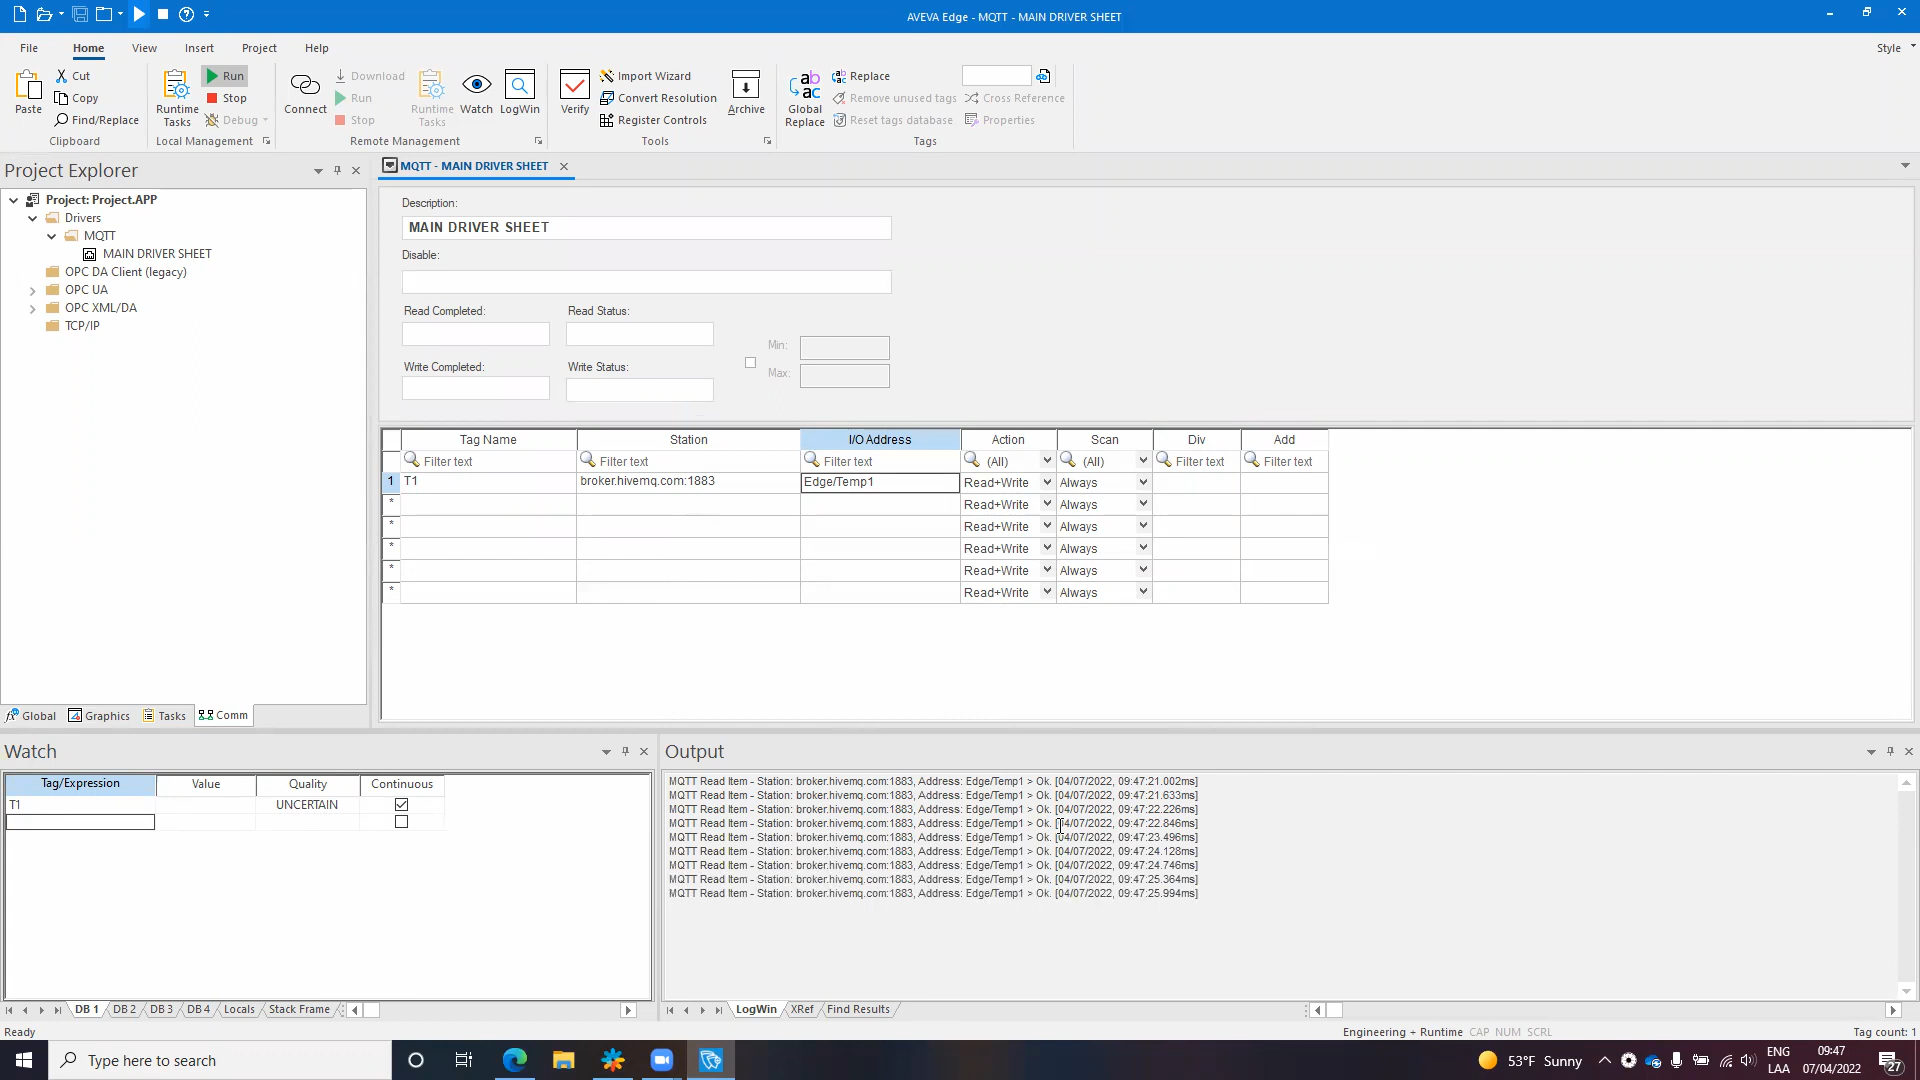 AVEVA Edge - MQTT - MAIN DRIVER SHEET
File Home View Insert Project Help Style
Paste Cut Copy Find/Replace Clipboard
Runtime Tasks Run Stop Debug Local Management
Connect Download Run Stop Runtime Tasks Watch LogWin Remote Management
Verify Import Wizard Convert Resolution Register Controls Archive Tools
Global Replace Replace Remove unused tags Reset tags database Cross Reference Properties Tags
Project Explorer
Project: Project.APP
Drivers
MQTT
MAIN DRIVER SHEET
OPC DA Client (legacy)
OPC UA
OPC XML/DA
TCP/IP
Global Graphics Tasks Comm
MQTT - MAIN DRIVER SHEET
Description:
MAIN DRIVER SHEET
Disable:
Read Completed: Read Status:
Min:
Write Completed: Write Status:
Max:
Tag Name Station I/O Address Action Scan Div Add
Filter text Filter text Filter text (All) (All) Filter text Filter text
1 T1 broker.hivemq.com:1883 Edge/Temp1 Read+Write Always
* Read+Write Always
* Read+Write Always
* Read+Write Always
* Read+Write Always
* Read+Write Always
Watch
Tag/Expression Value Quality Continuous
T1 UNCERTAIN
DB 1 DB 2 DB 3 DB 4 Locals Stack Frame
Output
MQTT Read Item - Station: broker.hivemq.com:1883, Address: Edge/Temp1 > Ok. [04/07/2022, 09:47:21.002ms]
MQTT Read Item - Station: broker.hivemq.com:1883, Address: Edge/Temp1 > Ok. [04/07/2022, 09:47:21.633ms]
MQTT Read Item - Station: broker.hivemq.com:1883, Address: Edge/Temp1 > Ok. [04/07/2022, 09:47:22.226ms]
MQTT Read Item - Station: broker.hivemq.com:1883, Address: Edge/Temp1 > Ok. [04/07/2022, 09:47:22.846ms]
MQTT Read Item - Station: broker.hivemq.com:1883, Address: Edge/Temp1 > Ok. [04/07/2022, 09:47:23.496ms]
MQTT Read Item - Station: broker.hivemq.com:1883, Address: Edge/Temp1 > Ok. [04/07/2022, 09:47:24.128ms]
MQTT Read Item - Station: broker.hivemq.com:1883, Address: Edge/Temp1 > Ok. [04/07/2022, 09:47:24.746ms]
MQTT Read Item - Station: broker.hivemq.com:1883, Address: Edge/Temp1 > Ok. [04/07/2022, 09:47:25.364ms]
MQTT Read Item - Station: broker.hivemq.com:1883, Address: Edge/Temp1 > Ok. [04/07/2022, 09:47:25.994ms]
LogWin XRef Find Results
Ready Engineering + Runtime CAP NUM SCRL Tag count: 1
Type here to search
53°F Sunny
ENG
LAA
09:47
07/04/2022
27